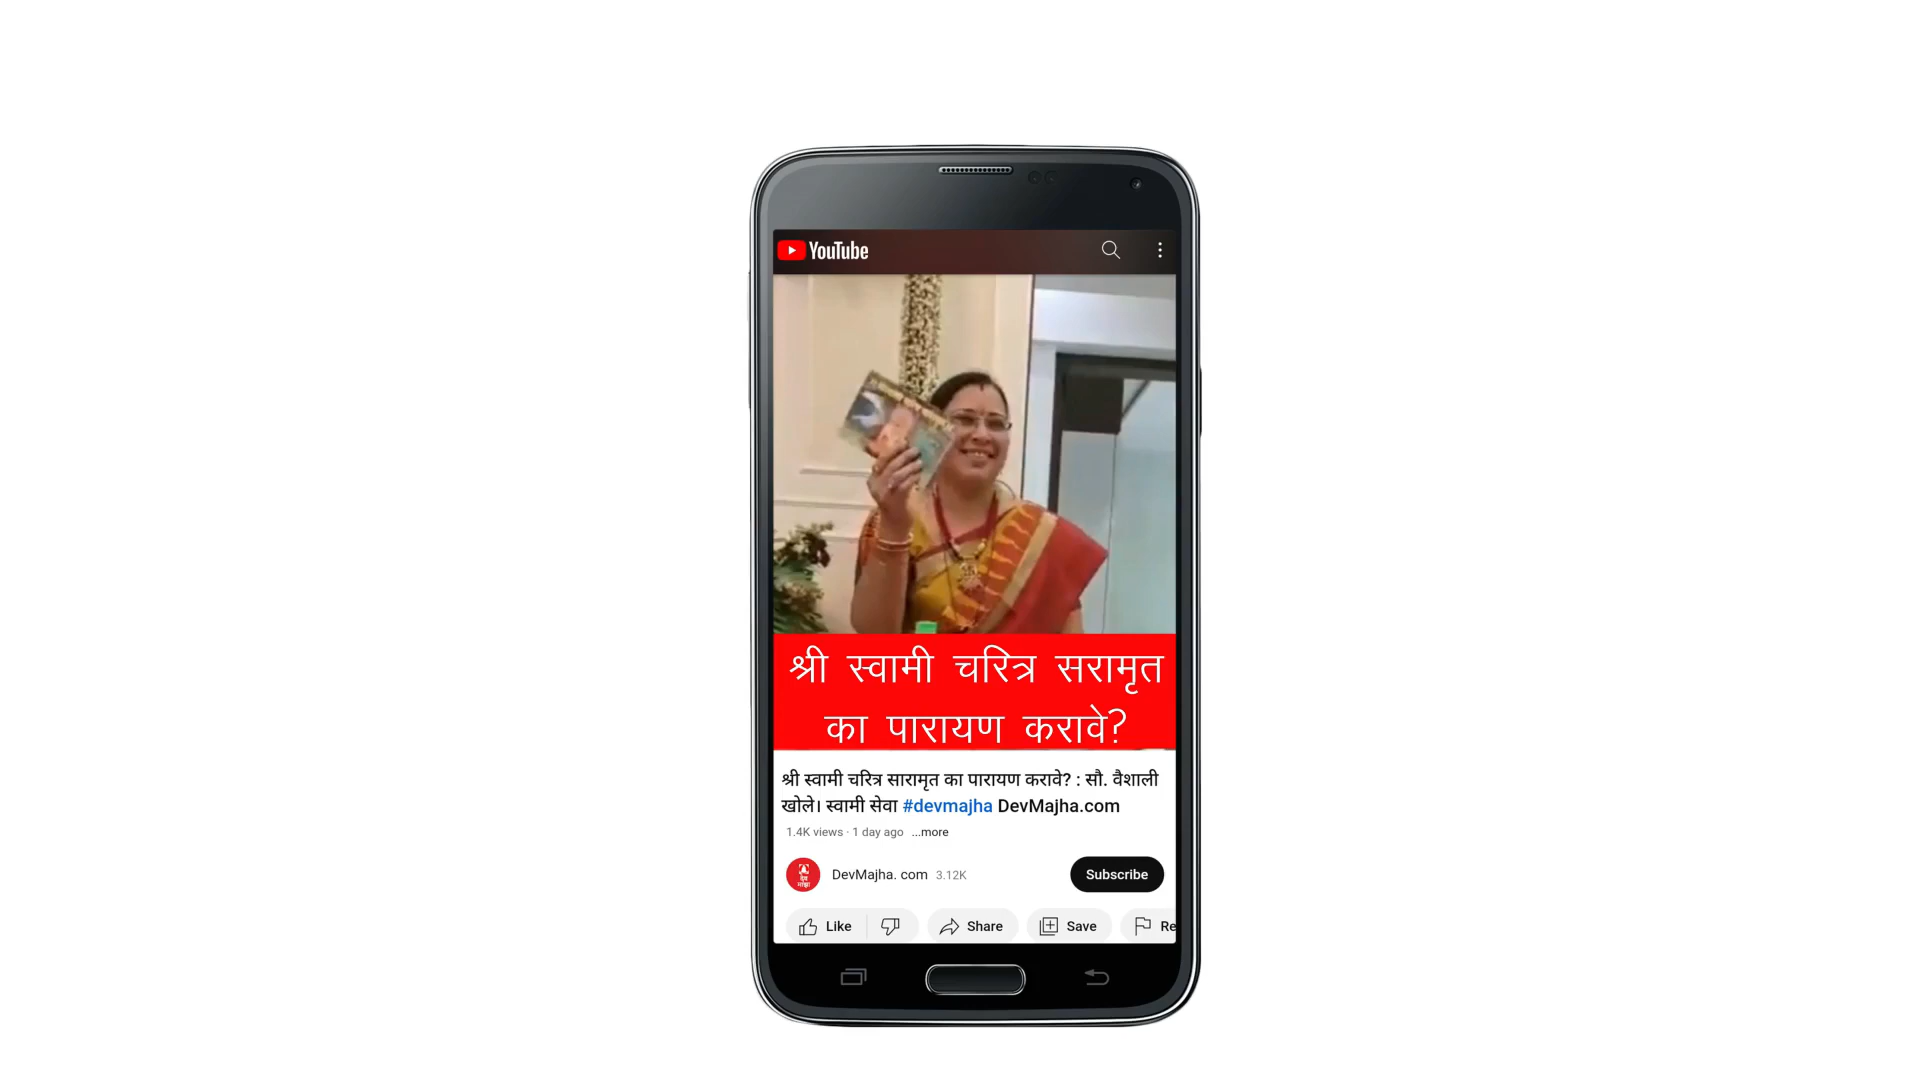 YouTube
श्री स्वामी चरित्र सरामृत
का पारायण करावे?
श्री स्वामी चरित्र सारामृत का पारायण करावे? : सौ. वैशाली
खोले। स्वामी सेवा #devmajha DevMajha.com
1.4K views · 1 day ago ...more
देव
माझा
DevMajha. com 3.12K
Subscribe
Like Share Save Re